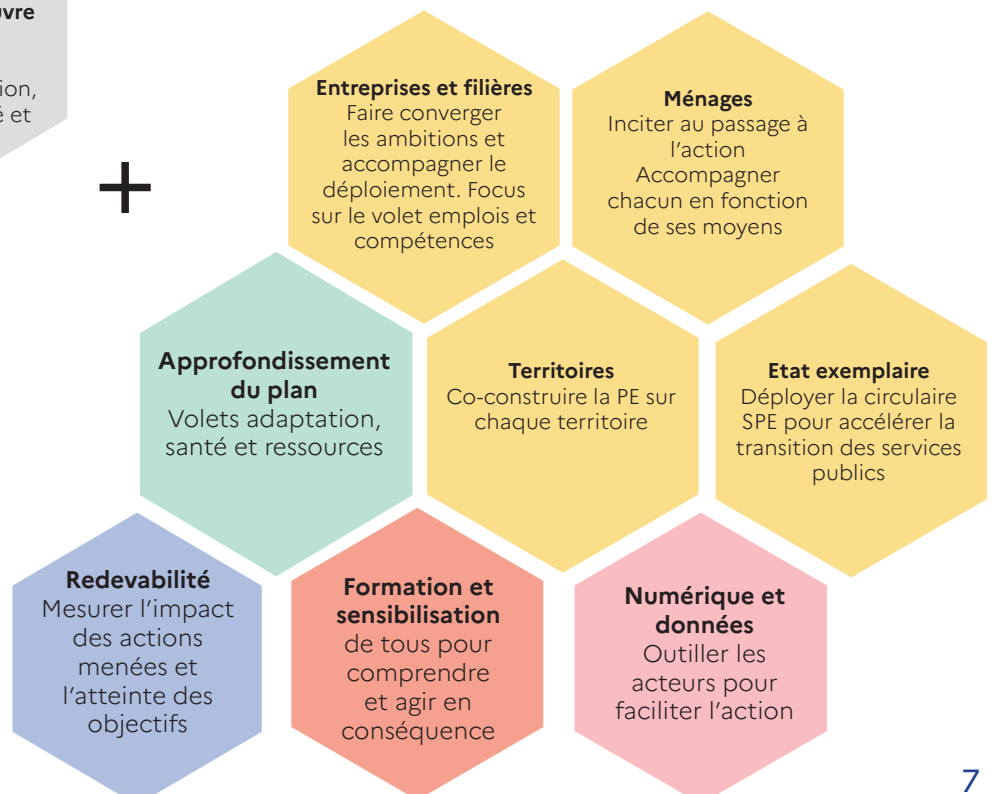 et
+
Entreprises et filières
Faire converger
les ambitions et
accompagner le
déploiement. Focus
sur le volet emplois et
compétences
Ménages
Inciter au passage à
l'action
Accompagner
chacun en fonction
de ses moyens
Approfondissement
du plan
Volets adaptation,
santé et ressources
Territoires
Co-construire la PE sur
chaque territoire
Etat exemplaire
Déployer la circulaire
SPE pour accélérer la
transition des services
publics
Redevabilité
Mesurer l'impact
des actions
menées et
l'atteinte des
objectifs
Formation et
sensibilisation
de tous pour
comprendre
et agir en
conséquence
Numérique et
données
Outiller les
acteurs pour
faciliter l'action
7